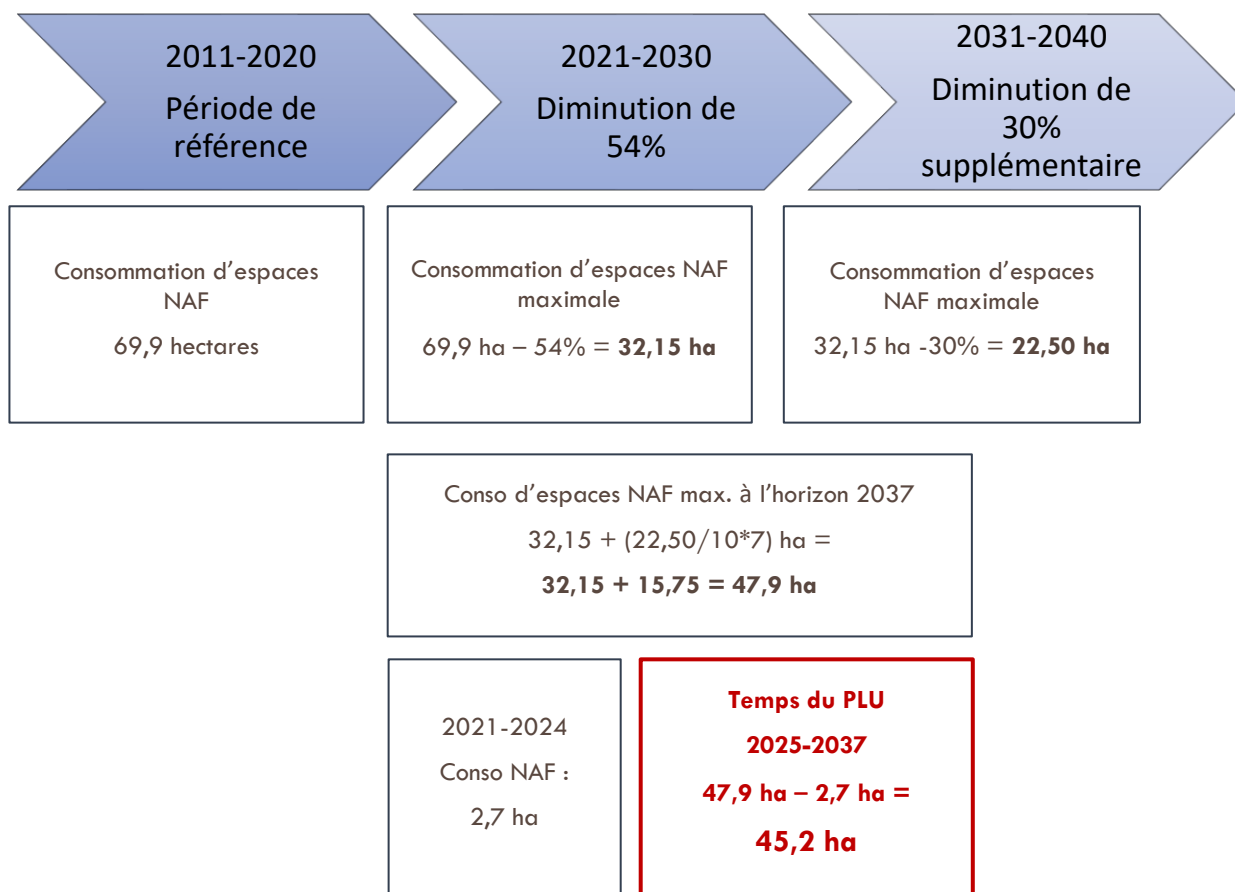 2011-2020
Période de
référence
2021-2030
Diminution de
54%
2031-2040
Diminution de
30%
supplémentaire
Consommation d'espaces
NAF
69,9 hectares
Consommation d'espaces NAF
maximale
69,9 ha – 54% = 32,15 ha
Consommation d'espaces
NAF maximale
32,15 ha -30% = 22,50 ha
Conso d'espaces NAF max. à l'horizon 2037
32,15 + (22,50/10*7) ha =
32,15 + 15,75 = 47,9 ha
2021-2024
Conso NAF :
2,7 ha
Temps du PLU
2025-2037
47,9 ha – 2,7 ha =
45,2 ha